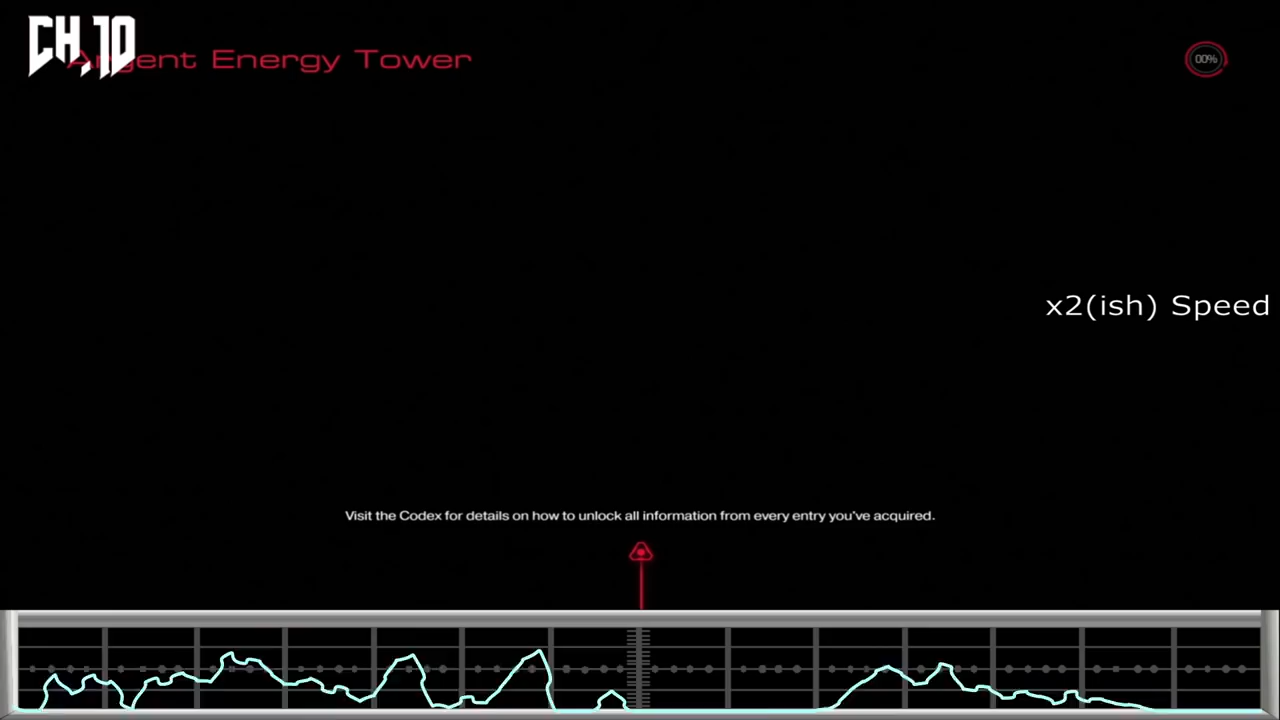 CH.10
Argent Energy Tower
00%
x2(ish) Speed
Visit the Codex for details on how to unlock all information from every entry you've acquired.